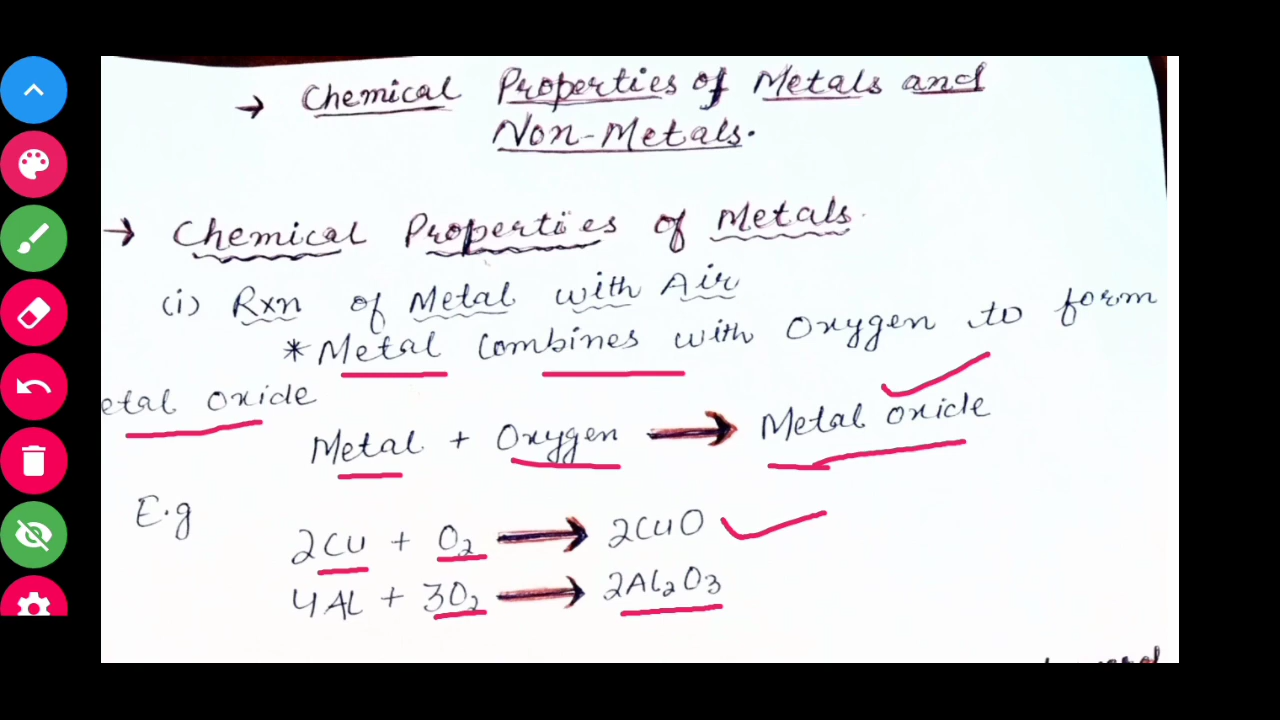 → Chemical Properties of Metals and
Non-Metals.
→ Chemical Properties of Metals.
(i) Rxn of Metal with Air
* Metal Combines with Oxygen to form
etal oxide
Metal + Oxygen → Metal oxide
E.g
2Cu + O₂ → 2CuO
4Al + 3O₂ → 2Al₂O₃